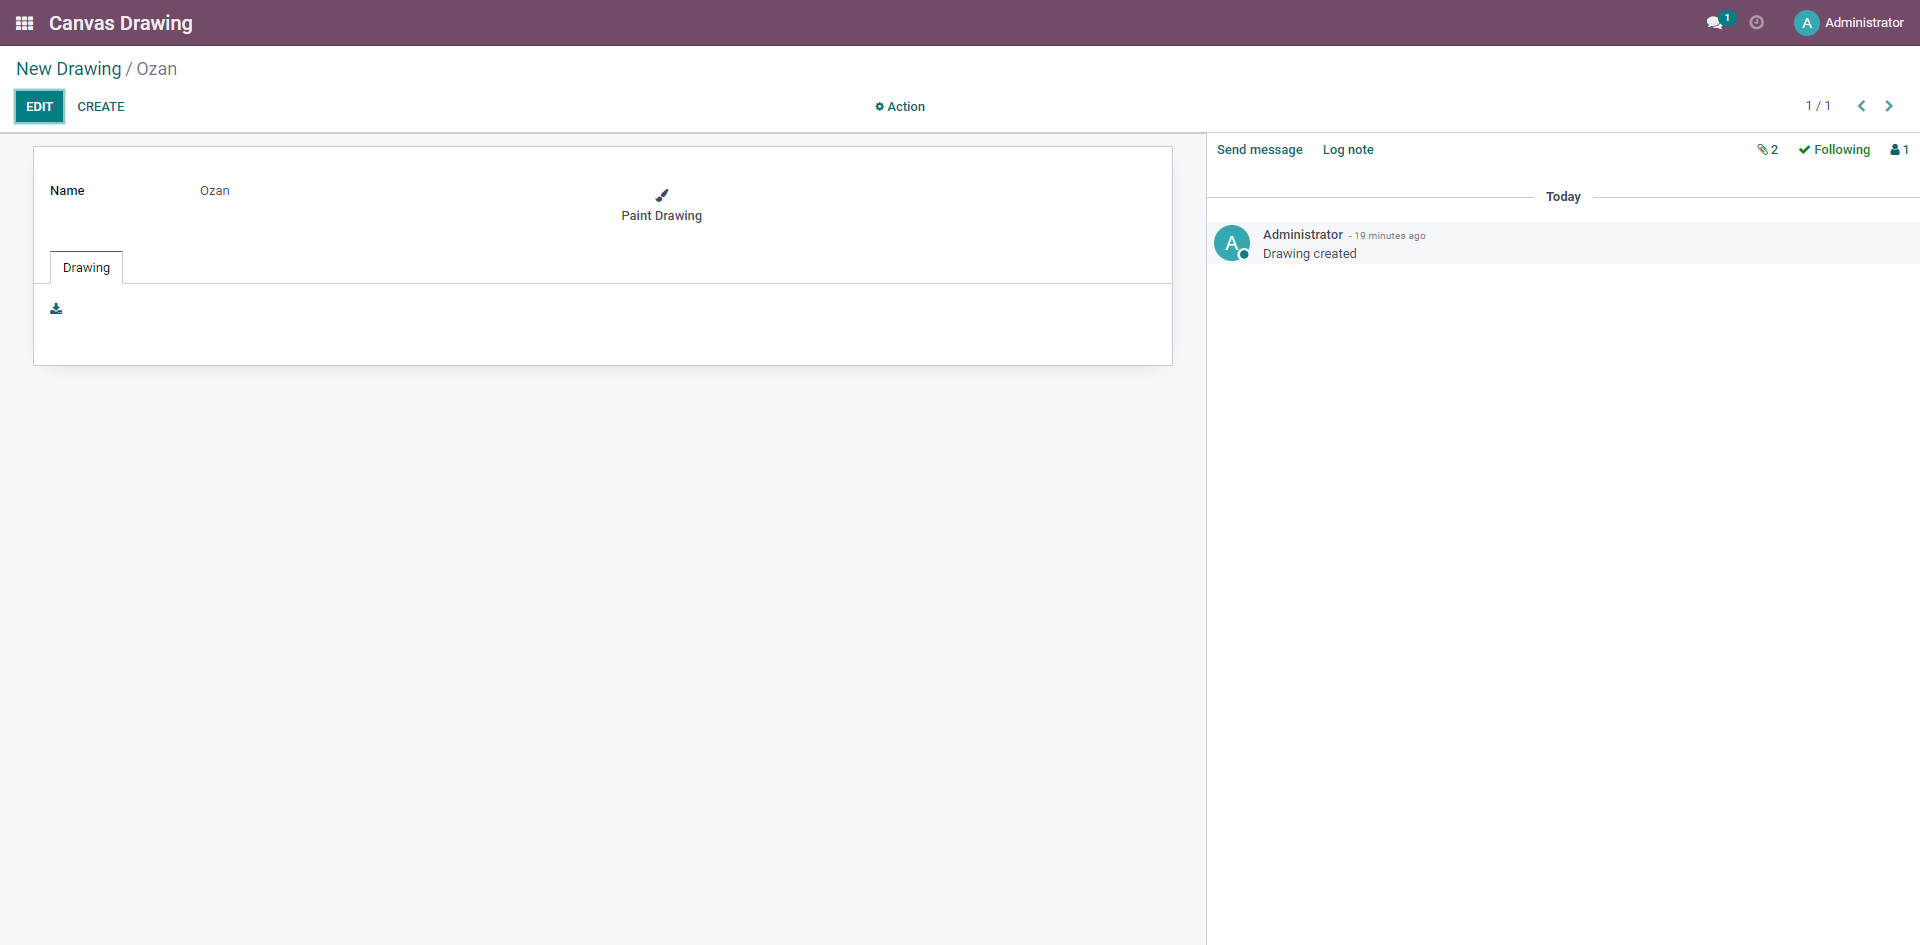 Canvas Drawing
1
A
Administrator
New Drawing / Ozan
EDIT
CREATE
Action
1 / 1
Send message
Log note
2
Following
1
Name
Ozan
Paint Drawing
Today
A
Administrator - 19 minutes ago
Drawing created
Drawing